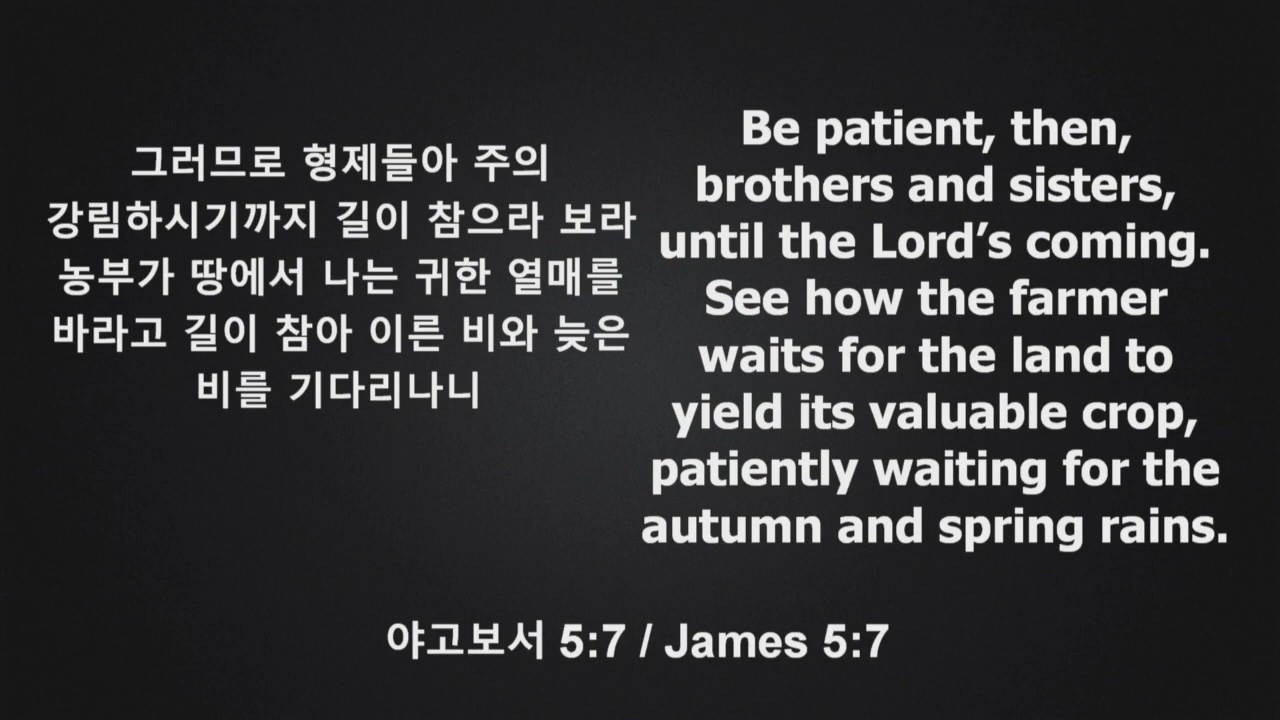 그러므로 형제들아 주의
강림하시기까지 길이 참으라 보라
농부가 땅에서 나는 귀한 열매를
바라고 길이 참아 이른 비와 늦은
비를 기다리나니
Be patient, then,
brothers and sisters,
until the Lord’s coming.
See how the farmer
waits for the land to
yield its valuable crop,
patiently waiting for the
autumn and spring rains.
야고보서 5:7 / James 5:7